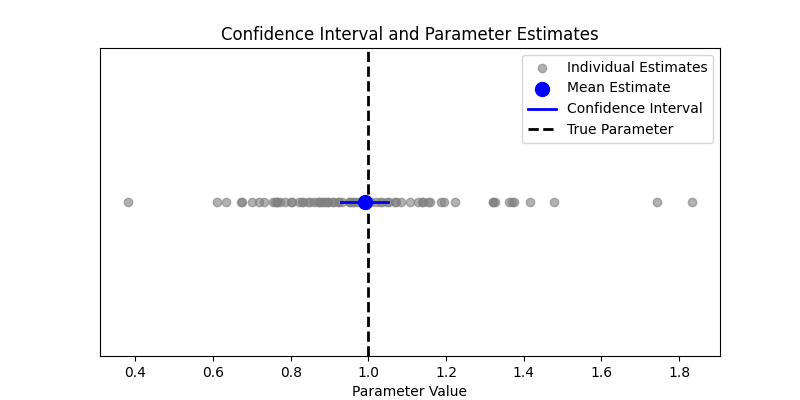 Confidence Interval and Parameter Estimates
Individual Estimates
Mean Estimate
Confidence Interval
True Parameter
0.4 0.6 0.8 1.0 1.2 1.4 1.6 1.8
Parameter Value